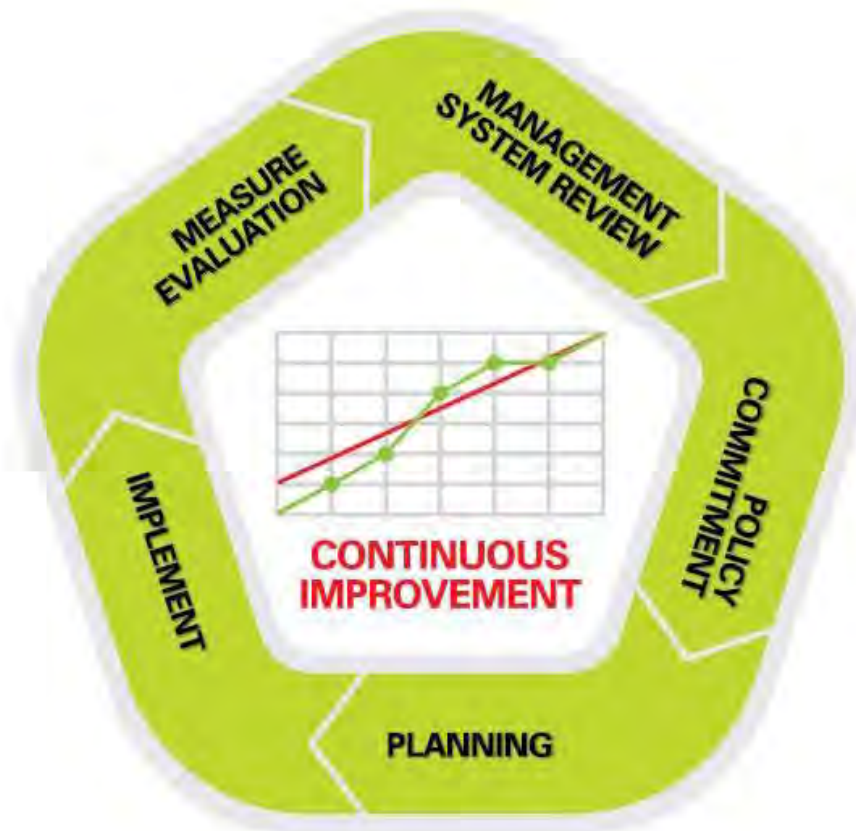 MANAGEMENT
SYSTEM REVIEW
POLICY
COMMITMENT
PLANNING
IMPLEMENT
MEASURE
EVALUATION
CONTINUOUS
IMPROVEMENT